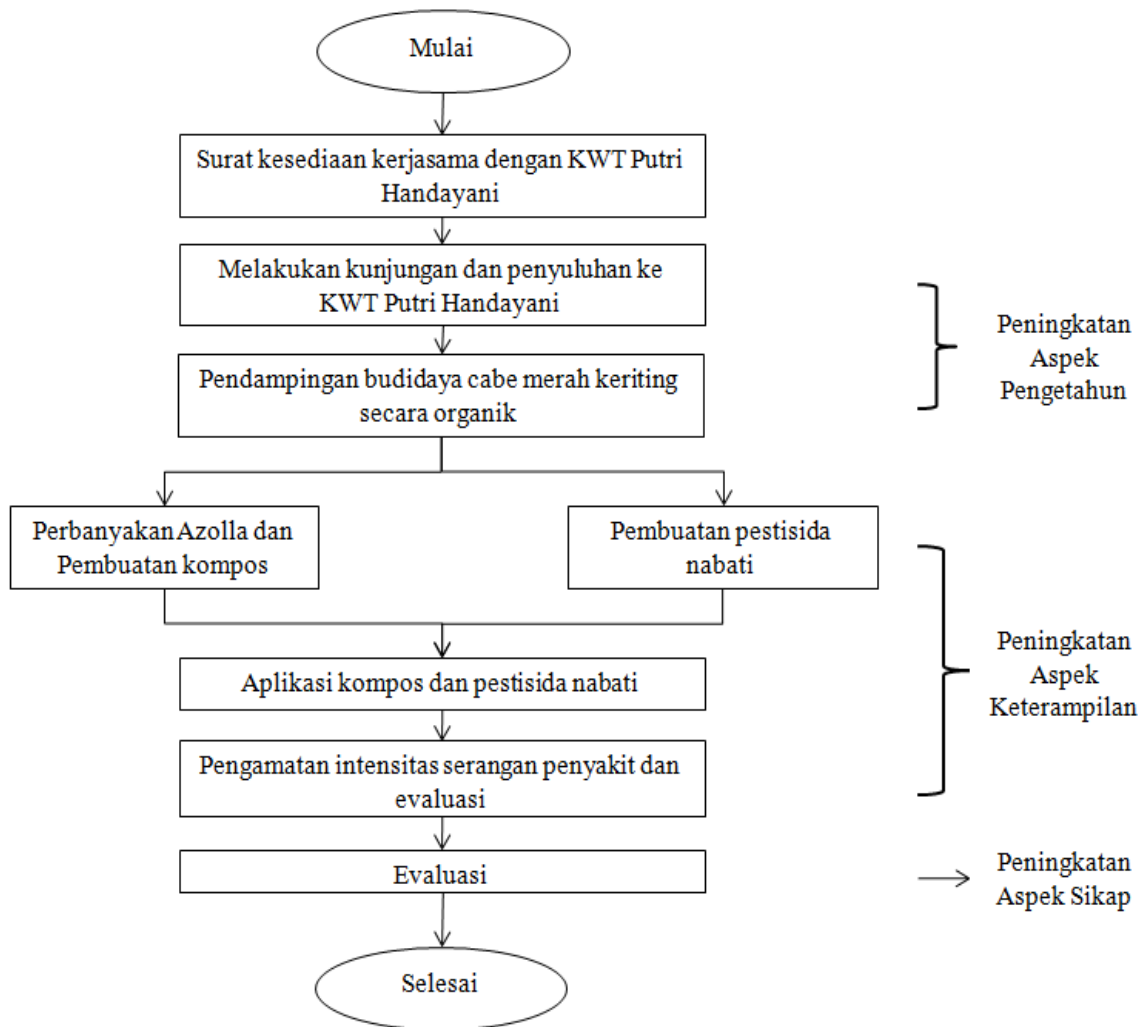 Mulai
Surat kesediaan kerjasama dengan KWT Putri
Handayani
Melakukan kunjungan dan penyuluhan ke
KWT Putri Handayani
Peningkatan
Aspek
Pengetahun
Pendampingan budidaya cabe merah keriting
secara organik
Perbanyakan Azolla dan
Pembuatan kompos
Pembuatan pestisida
nabati
Aplikasi kompos dan pestisida nabati
Peningkatan
Aspek
Keterampilan
Pengamatan intensitas serangan penyakit dan
evaluasi
Evaluasi
Peningkatan
Aspek Sikap
Selesai